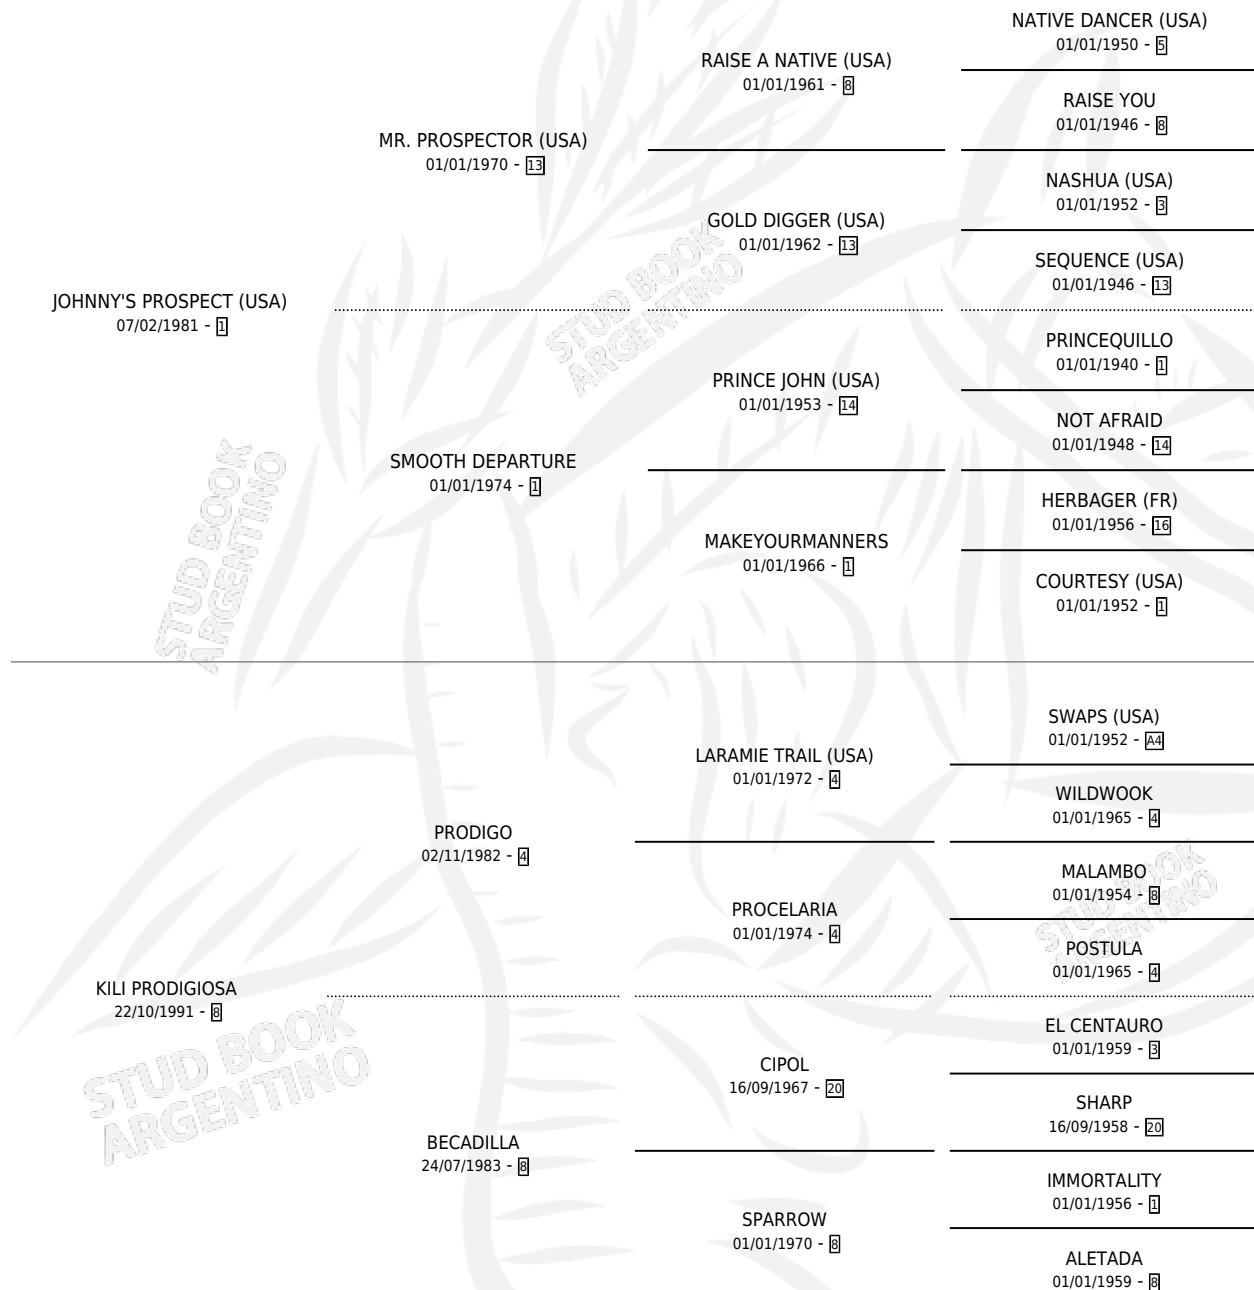 NATIVE DANCER (USA)
01/01/1950 - 5
RAISE A NATIVE (USA)
01/01/1961 - 8
RAISE YOU
01/01/1946 - 8
MR. PROSPECTOR (USA)
01/01/1970 - 13
NASHUA (USA)
01/01/1952 - 3
GOLD DIGGER (USA)
01/01/1962 - 13
SEQUENCE (USA)
01/01/1946 - 13
JOHNNY'S PROSPECT (USA)
07/02/1981 - 1
STUD BOOK
ARGENTINO
PRINCEQUILLO
01/01/1940 - 1
PRINCE JOHN (USA)
01/01/1953 - 14
NOT AFRAID
01/01/1948 - 14
SMOOTH DEPARTURE
01/01/1974 - 1
HERBAGER (FR)
01/01/1956 - 16
MAKEYOURMANNERS
01/01/1966 - 1
COURTESY (USA)
01/01/1952 - 1
STUD BOOK
ARGENTINO
SWAPS (USA)
01/01/1952 - A4
LARAMIE TRAIL (USA)
01/01/1972 - 4
WILDWOOK
01/01/1965 - 4
PRODIGO
02/11/1982 - 4
MALAMBO
01/01/1954 - 8
PROCELARIA
01/01/1974 - 4
POSTULA
01/01/1965 - 4
STUD BOOK
ARGENTINO
KILI PRODIGIOSA
22/10/1991 - 8
EL CENTAURO
01/01/1959 - 3
CIPOL
16/09/1967 - 20
SHARP
16/09/1958 - 20
STUD BOOK
ARGENTINO
BECADILLA
24/07/1983 - 8
IMMORTALITY
01/01/1956 - 1
SPARROW
01/01/1970 - 8
ALETADA
01/01/1959 - 8